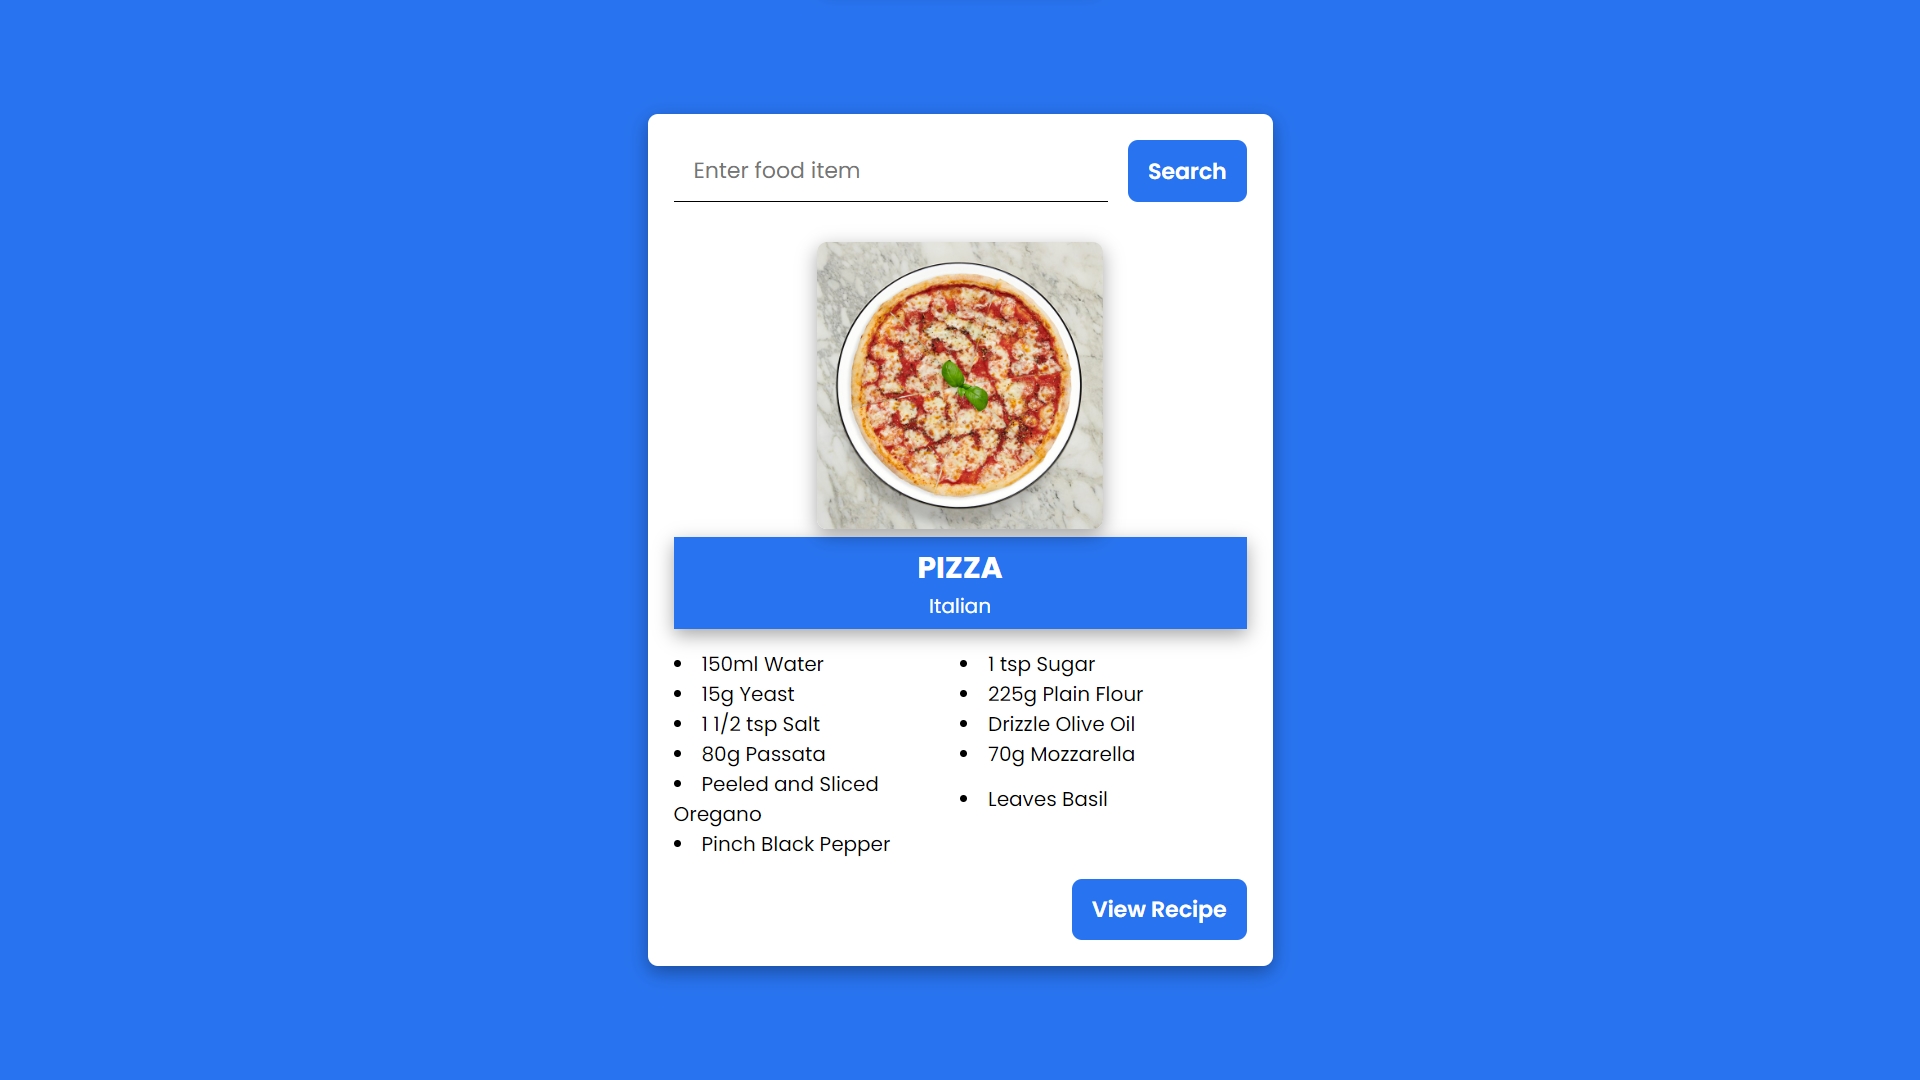 Enter food item
Search
PIZZA
Italian
150ml Water
1 tsp Sugar
15g Yeast
225g Plain Flour
1 1/2 tsp Salt
Drizzle Olive Oil
80g Passata
70g Mozzarella
Peeled and Sliced
Oregano
Leaves Basil
Pinch Black Pepper
View Recipe